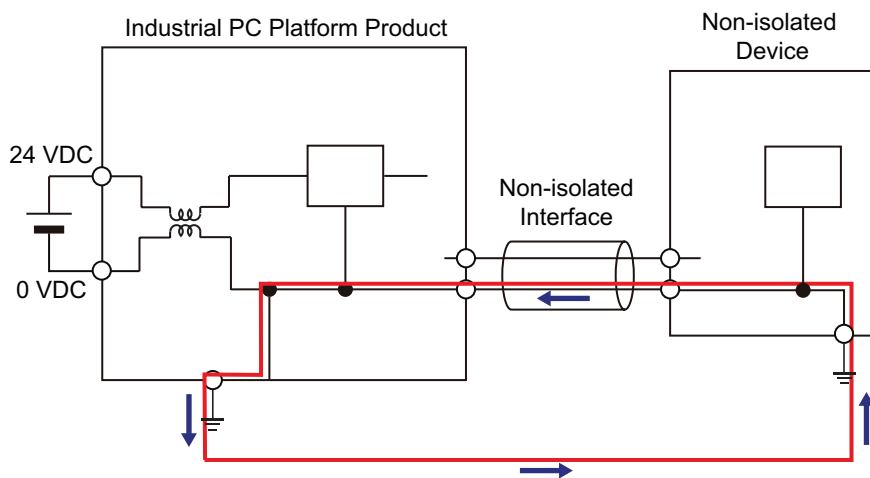 Industrial PC Platform Product
Non-isolated
Device
24 VDC
Non-isolated
Interface
0 VDC